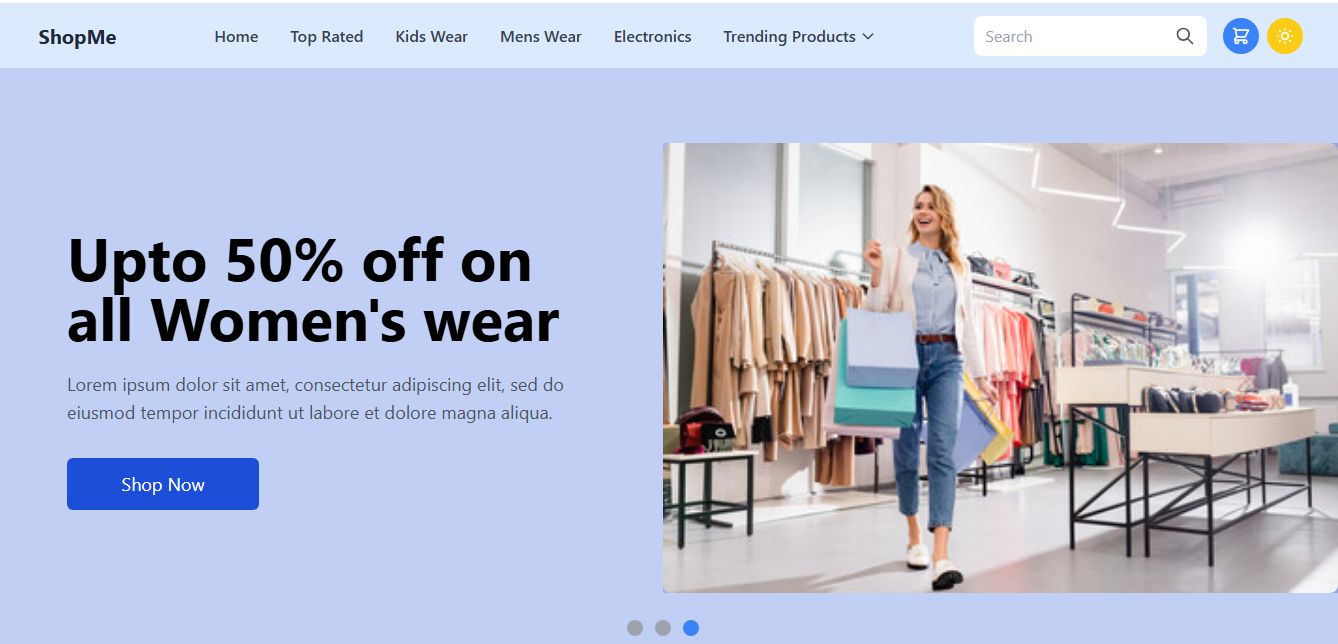 ShopMe
Home
Top Rated
Kids Wear
Mens Wear
Electronics
Trending Products
Search
Upto 50% off on
all Women's wear
Lorem ipsum dolor sit amet, consectetur adipiscing elit, sed do
eiusmod tempor incididunt ut labore et dolore magna aliqua.
Shop Now